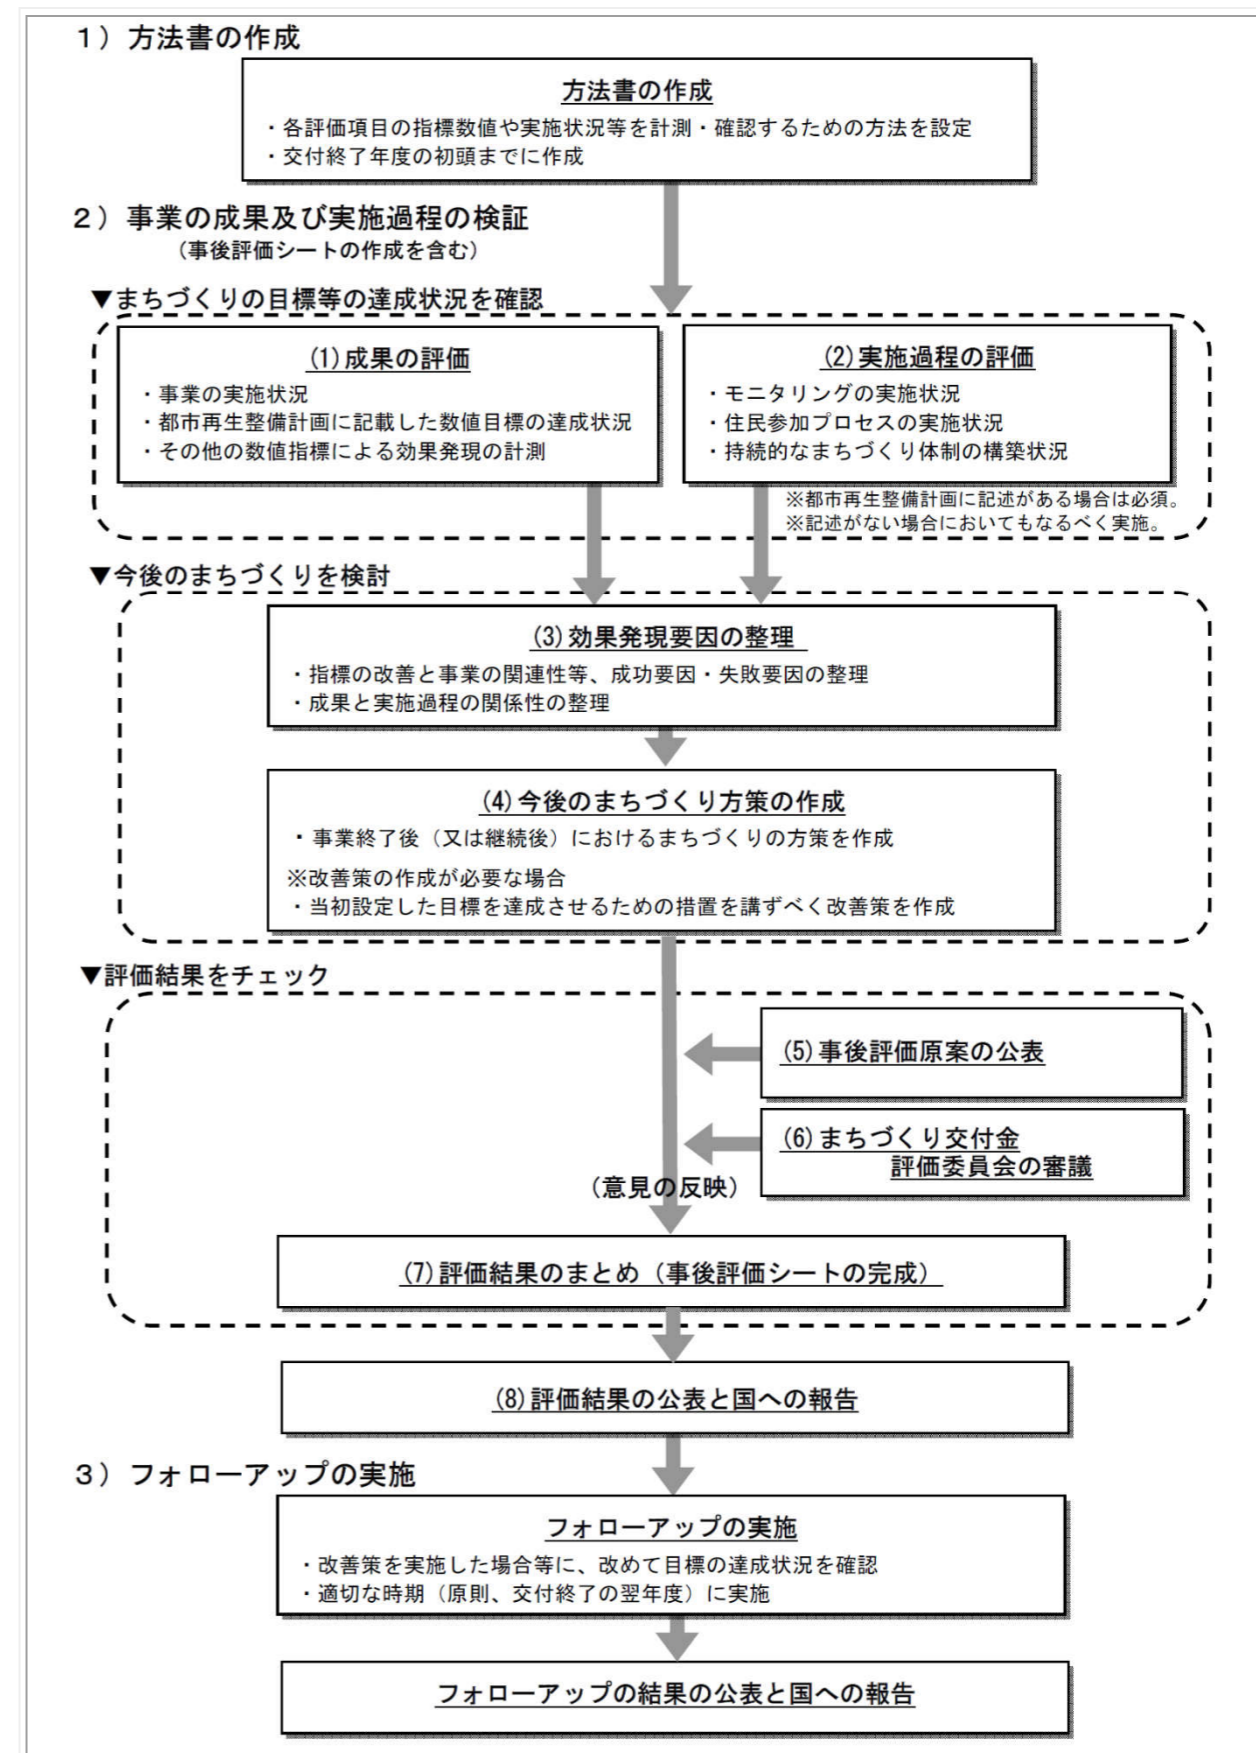 1）方法書の作成
方法書の作成
・各評価項目の指標数値や実施状況等を計測・確認するための方法を設定
・交付終了年度の初頭までに作成
2）事業の成果及び実施過程の検証
（事後評価シートの作成を含む）
▼まちづくりの目標等の達成状況を確認
(1)成果の評価
・事業の実施状況
・都市再生整備計画に記載した数値目標の達成状況
・その他の数値指標による効果発現の計測
(2)実施過程の評価
・モニタリングの実施状況
・住民参加プロセスの実施状況
・持続的なまちづくり体制の構築状況
※都市再生整備計画に記述がある場合は必須。
※記述がない場合においてもなるべく実施。
▼今後のまちづくりを検討
(3)効果発現要因の整理
・指標の改善と事業の関連性等、成功要因・失敗要因の整理
・成果と実施過程の関係性の整理
(4)今後のまちづくり方策の作成
・事業終了後（又は継続後）におけるまちづくりの方策を作成
※改善策の作成が必要な場合
・当初設定した目標を達成させるための措置を講ずべく改善策を作成
▼評価結果をチェック
(5)事後評価原案の公表
(6)まちづくり交付金
評価委員会の審議
（意見の反映）
(7)評価結果のまとめ（事後評価シートの完成）
(8)評価結果の公表と国への報告
3）フォローアップの実施
フォローアップの実施
・改善策を実施した場合等に、改めて目標の達成状況を確認
・適切な時期（原則、交付終了の翌年度）に実施
フォローアップの結果の公表と国への報告